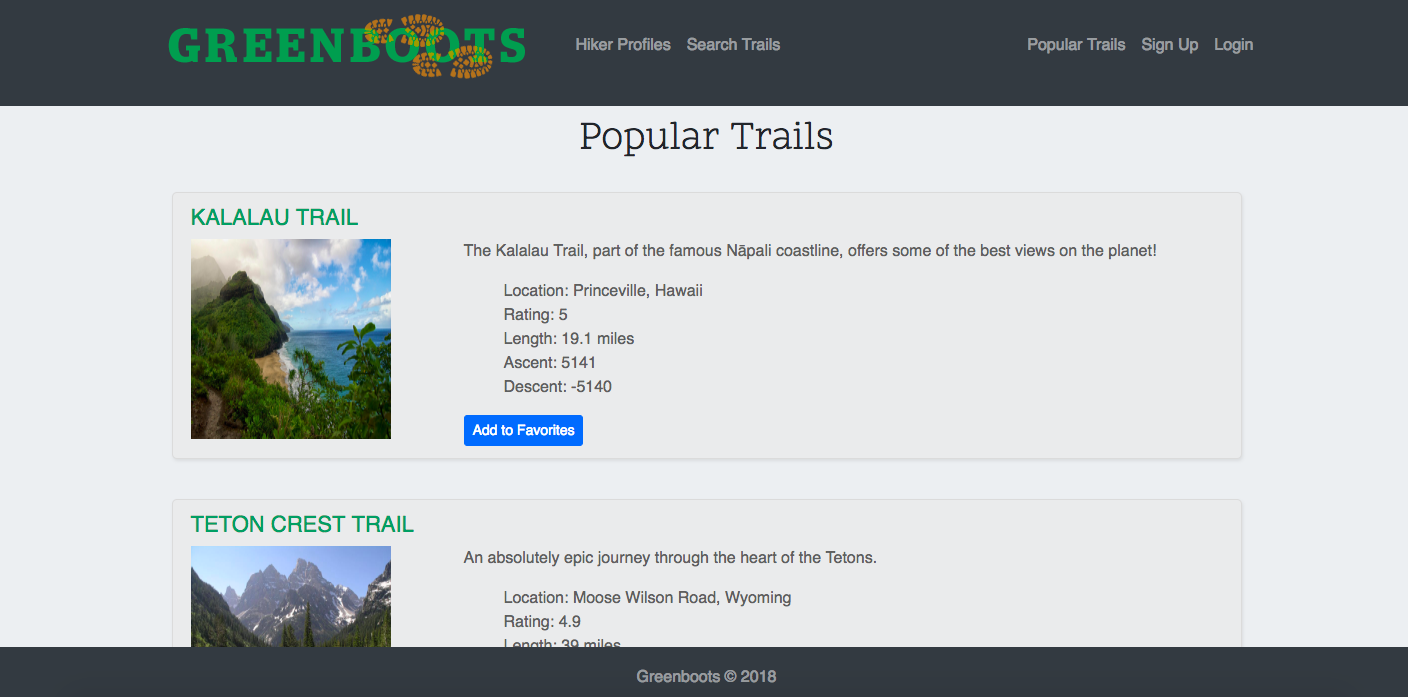 GREENBOOTS
Hiker Profiles Search Trails Popular Trails Sign Up Login
Popular Trails
KALALAU TRAIL
The Kalalau Trail, part of the famous Nāpali coastline, offers some of the best views on the planet!
Location: Princeville, Hawaii
Rating: 5
Length: 19.1 miles
Ascent: 5141
Descent: -5140
Add to Favorites
TETON CREST TRAIL
An absolutely epic journey through the heart of the Tetons.
Location: Moose Wilson Road, Wyoming
Rating: 4.9
Length: 39 miles
Greenboots © 2018